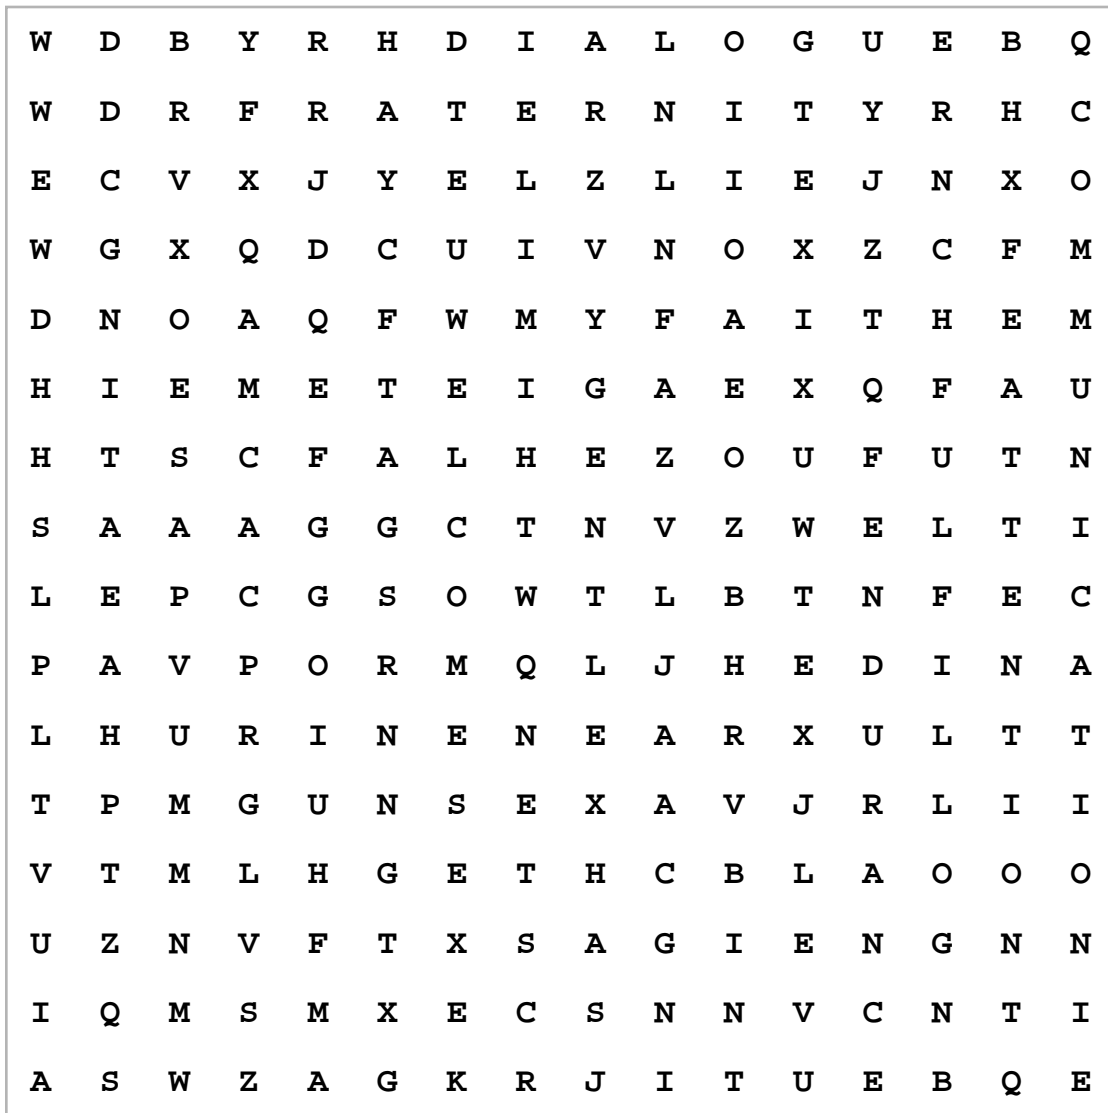 W D B Y R H D I A L O G U E B Q
W D R F R A T E R N I T Y R H C
E C V X J Y E L Z L I E J N X O
W G X Q D C U I V N O X Z C F M
D N O A Q F W M Y F A I T H E M
H I E M E T E I G A E X Q F A U
H T S C F A L H E Z O U F U T N
S A A A G G C T N V Z W E L T I
L E P C G S O W T L B T N F E C
P A V P O R M Q L J H E D I N A
L H U R I N E N E A R X U L T T
T P M G U N S E X A V J R L I I
V T M L H G E T H C B L A O O O
U Z N V F T X S A G I E N G N N
I Q M S M X E C S N N V C N T I
A S W Z A G K R J I T U E B Q E